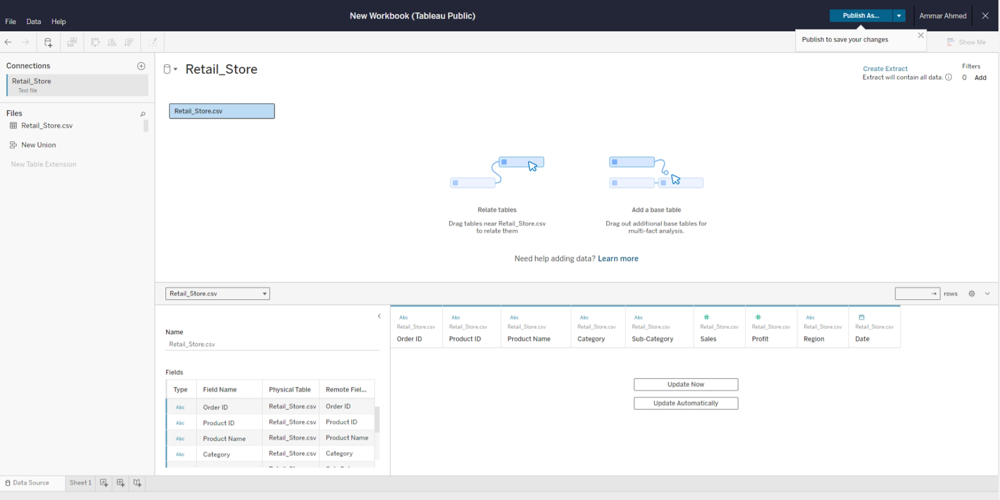 New Workbook (Tableau Public)
Publish As...
Ammar Ahmed
File Data Help
Publish to save your changes
Show Me
Connections
Retail_Store
Text file
Files
Retail_Store.csv
New Union
New Table Extension
Retail_Store
Create Extract
Extract will contain all data.
Filters
0 Add
Retail_Store.csv
Relate tables
Drag tables near Retail_Store.csv
to relate them
Add a base table
Drag out additional base tables for
multi-fact analysis.
Need help adding data? Learn more
Retail_Store.csv
rows
Name
Retail_Store.csv
Fields
Type Field Name Physical Table Remote Fiel...
Abc Order ID Retail_Store.csv Order ID
Abc Product ID Retail_Store.csv Product ID
Abc Product Name Retail_Store.csv Product Name
Abc Category Retail_Store.csv Category
Abc Abc Abc Abc Abc # # Abc
Retail_Store.csv Retail_Store.csv Retail_Store.csv Retail_Store.csv Retail_Store.csv Retail_Store.csv Retail_Store.csv Retail_Store.csv Retail_Store.csv
Order ID Product ID Product Name Category Sub-Category Sales Profit Region Date
Update Now
Update Automatically
Data Source Sheet 1